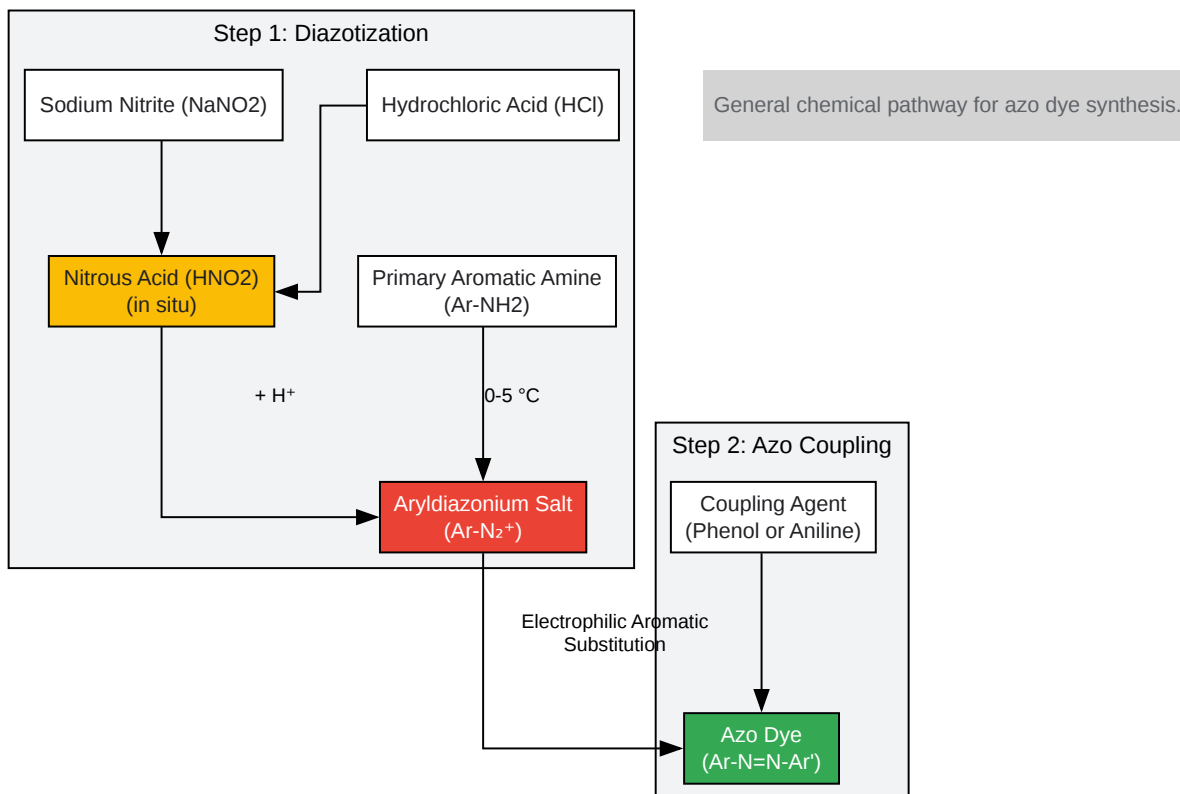 Step 1: Diazotization
Sodium Nitrite (NaNO2)
Hydrochloric Acid (HCl)
General chemical pathway for azo dye synthesis.
Nitrous Acid (HNO2)
(in situ)
Primary Aromatic Amine
(Ar-NH2)
+ H⁺
0-5 °C
Step 2: Azo Coupling
Aryldiazonium Salt
(Ar-N₂⁺)
Coupling Agent
(Phenol or Aniline)
Electrophilic Aromatic
Substitution
Azo Dye
(Ar-N=N-Ar')